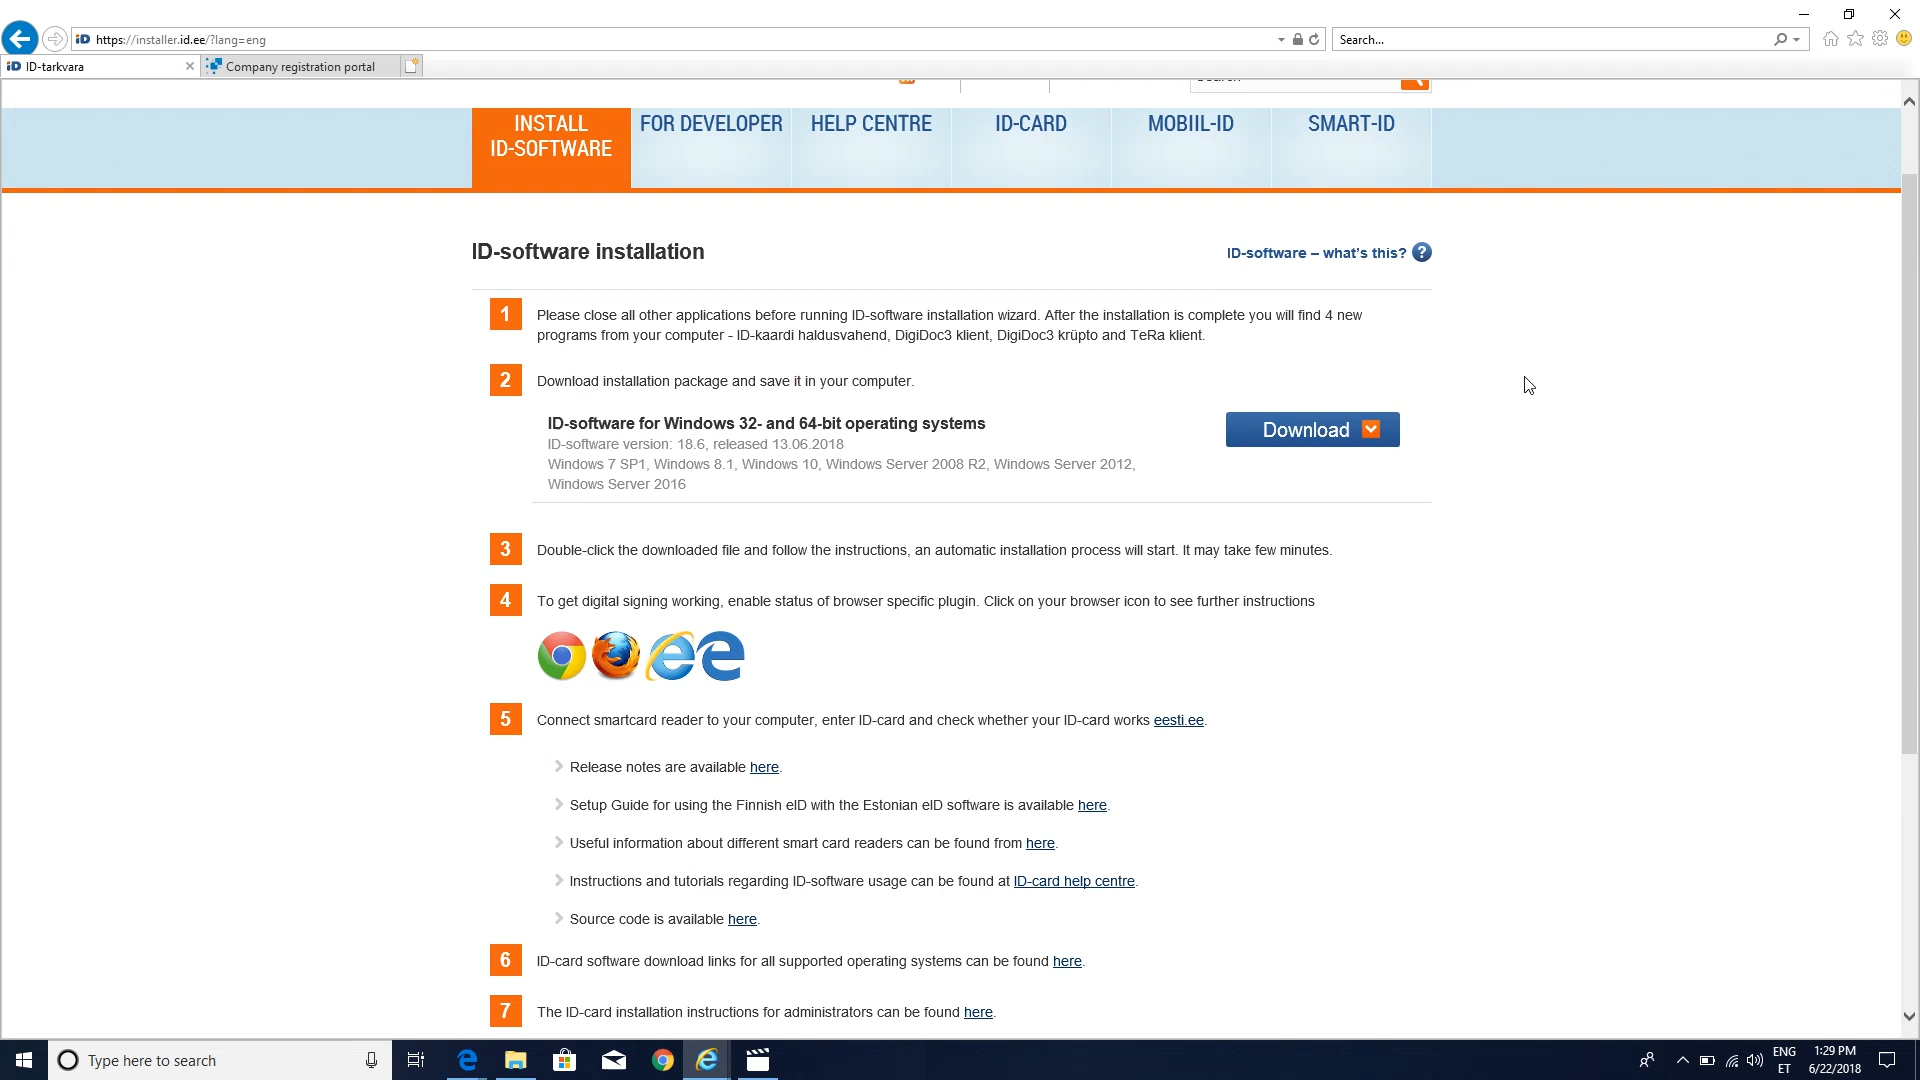 https://installer.id.ee/?lang=eng
Search...
ID-tarkvara
Company registration portal
INSTALL
ID-SOFTWARE
FOR DEVELOPER
HELP CENTRE
ID-CARD
MOBIIL-ID
SMART-ID
ID-software installation
ID-software – what's this? ?
1
Please close all other applications before running ID-software installation wizard. After the installation is complete you will find 4 new
programs from your computer - ID-kaardi haldusvahend, DigiDoc3 klient, DigiDoc3 krüpto and TeRa klient.
2
Download installation package and save it in your computer.
ID-software for Windows 32- and 64-bit operating systems
Download
ID-software version: 18.6, released 13.06.2018
Windows 7 SP1, Windows 8.1, Windows 10, Windows Server 2008 R2, Windows Server 2012,
Windows Server 2016
3
Double-click the downloaded file and follow the instructions, an automatic installation process will start. It may take few minutes.
4
To get digital signing working, enable status of browser specific plugin. Click on your browser icon to see further instructions
5
Connect smartcard reader to your computer, enter ID-card and check whether your ID-card works eesti.ee.
Release notes are available here.
Setup Guide for using the Finnish eID with the Estonian eID software is available here.
Useful information about different smart card readers can be found from here.
Instructions and tutorials regarding ID-software usage can be found at ID-card help centre.
Source code is available here.
6
ID-card software download links for all supported operating systems can be found here.
7
The ID-card installation instructions for administrators can be found here.
Type here to search
ENG
ET
1:29 PM
6/22/2018